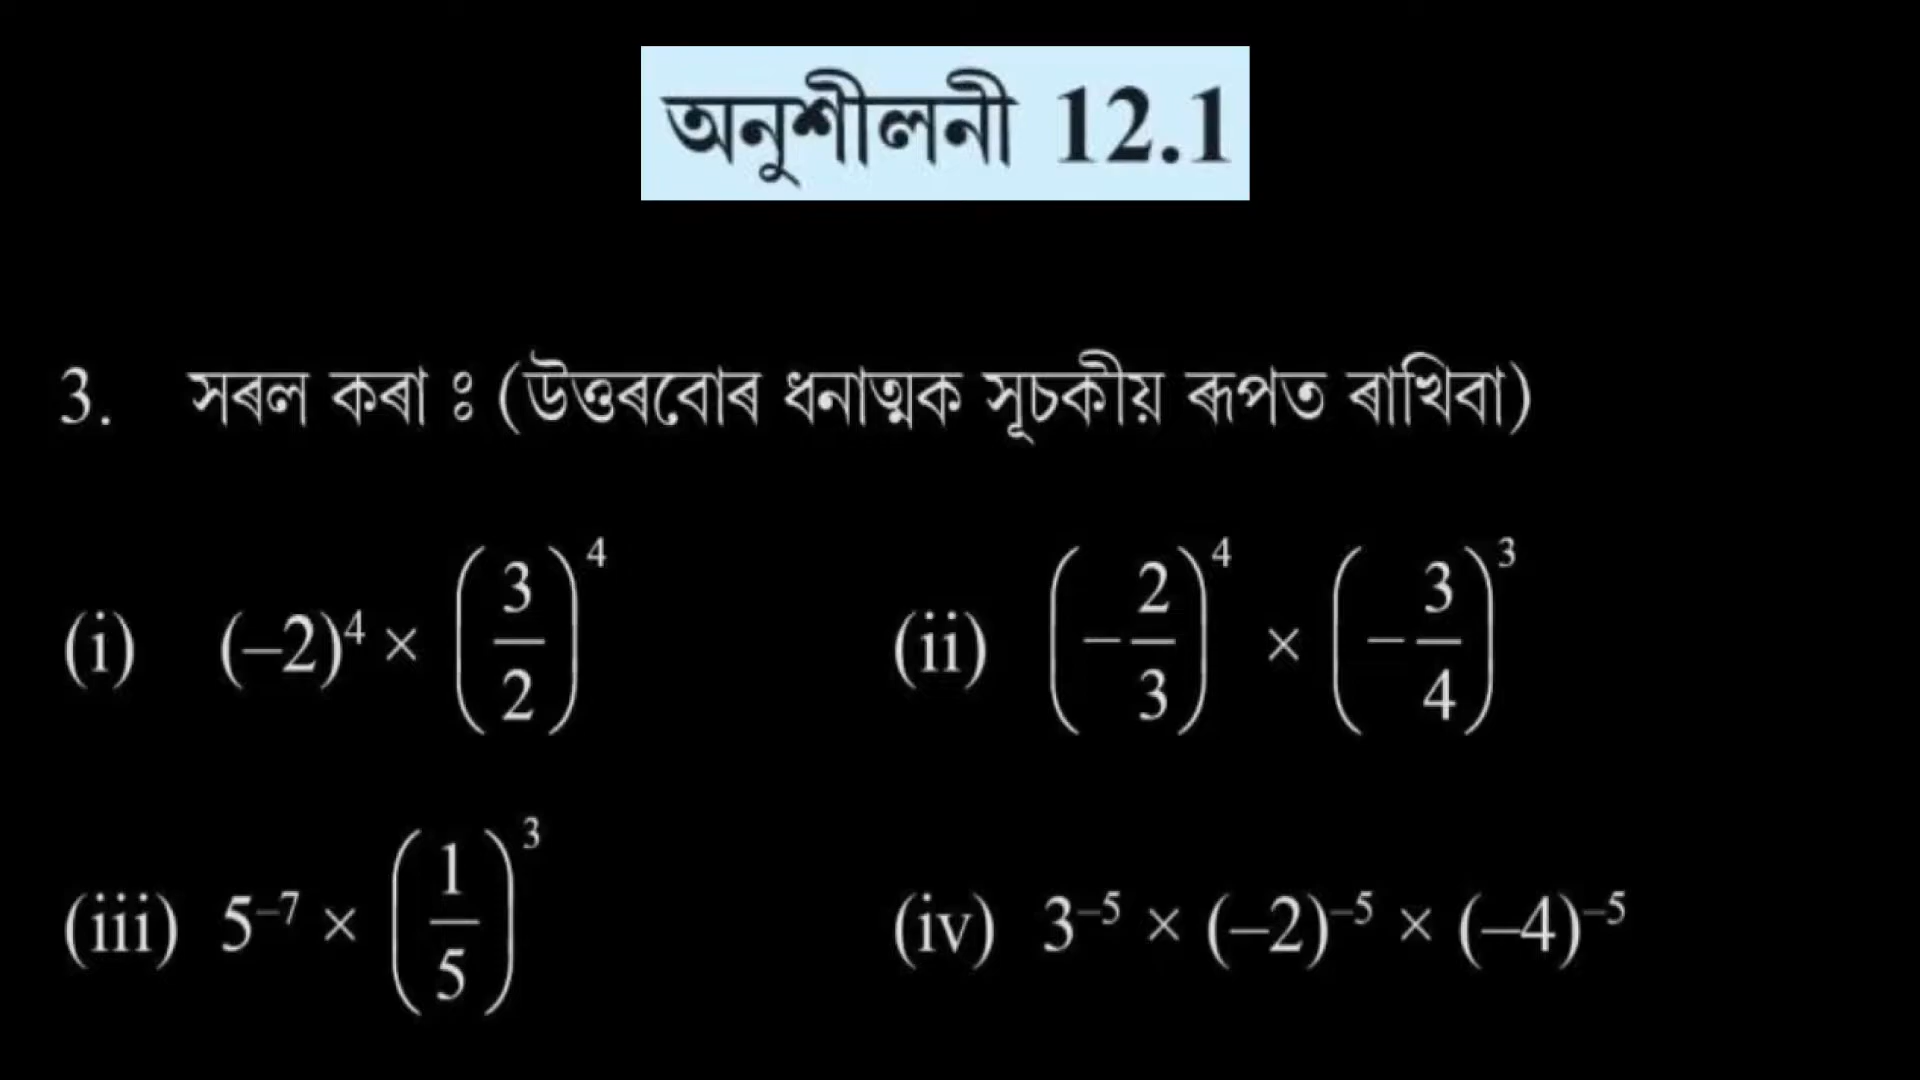 অনুশীলনী 12.1
3. সৰল কৰা ঃ (উত্তৰবোৰ ধনাত্মক সূচকীয় ৰূপত ৰাখিবা)
(i) (–2)⁴ × (3/2)⁴ (ii) (–2/3)⁴ × (–3/4)³
(iii) 5⁻⁷ × (1/5)³ (iv) 3⁻⁵ × (–2)⁻⁵ × (–4)⁻⁵